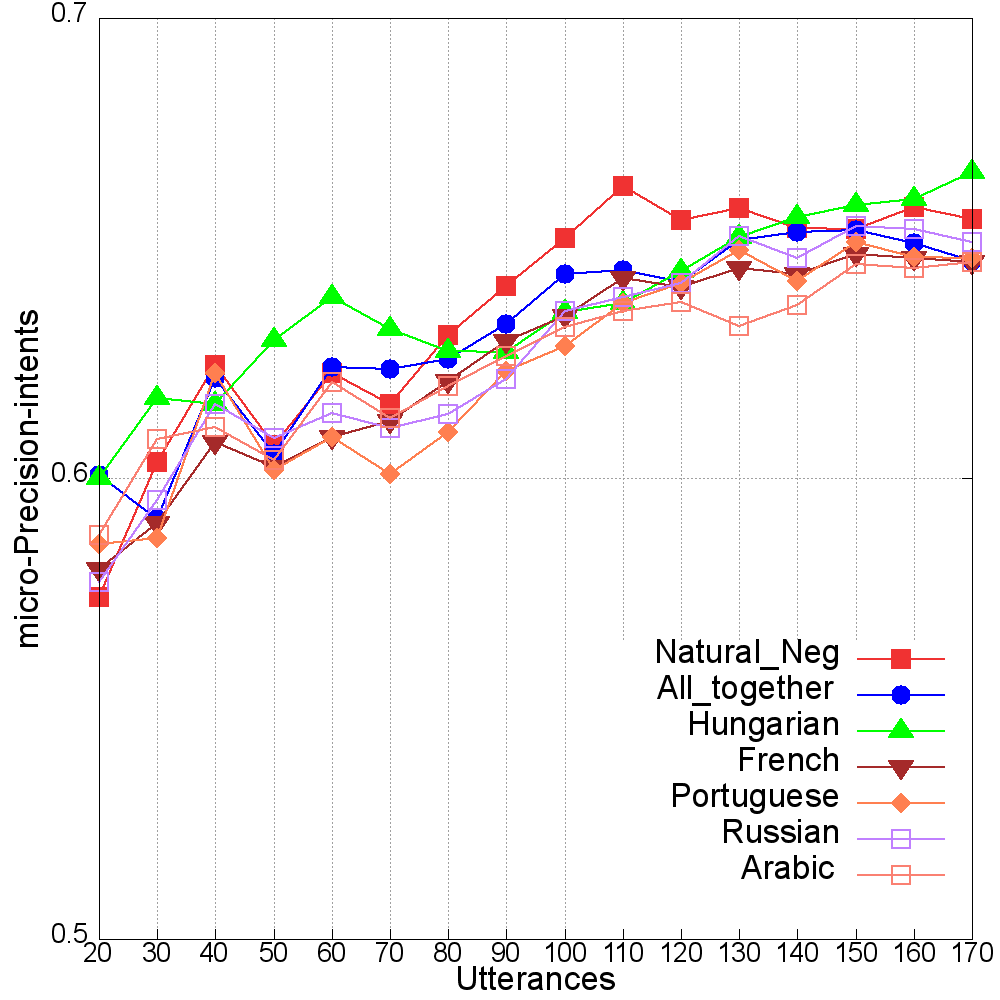 0.7
0.6
0.5
micro-Precision-intents
Natural_Neg
All_together
Hungarian
French
Portuguese
Russian
Arabic
20 30 40 50 60 70 80 90 100 110 120 130 140 150 160 170
Utterances